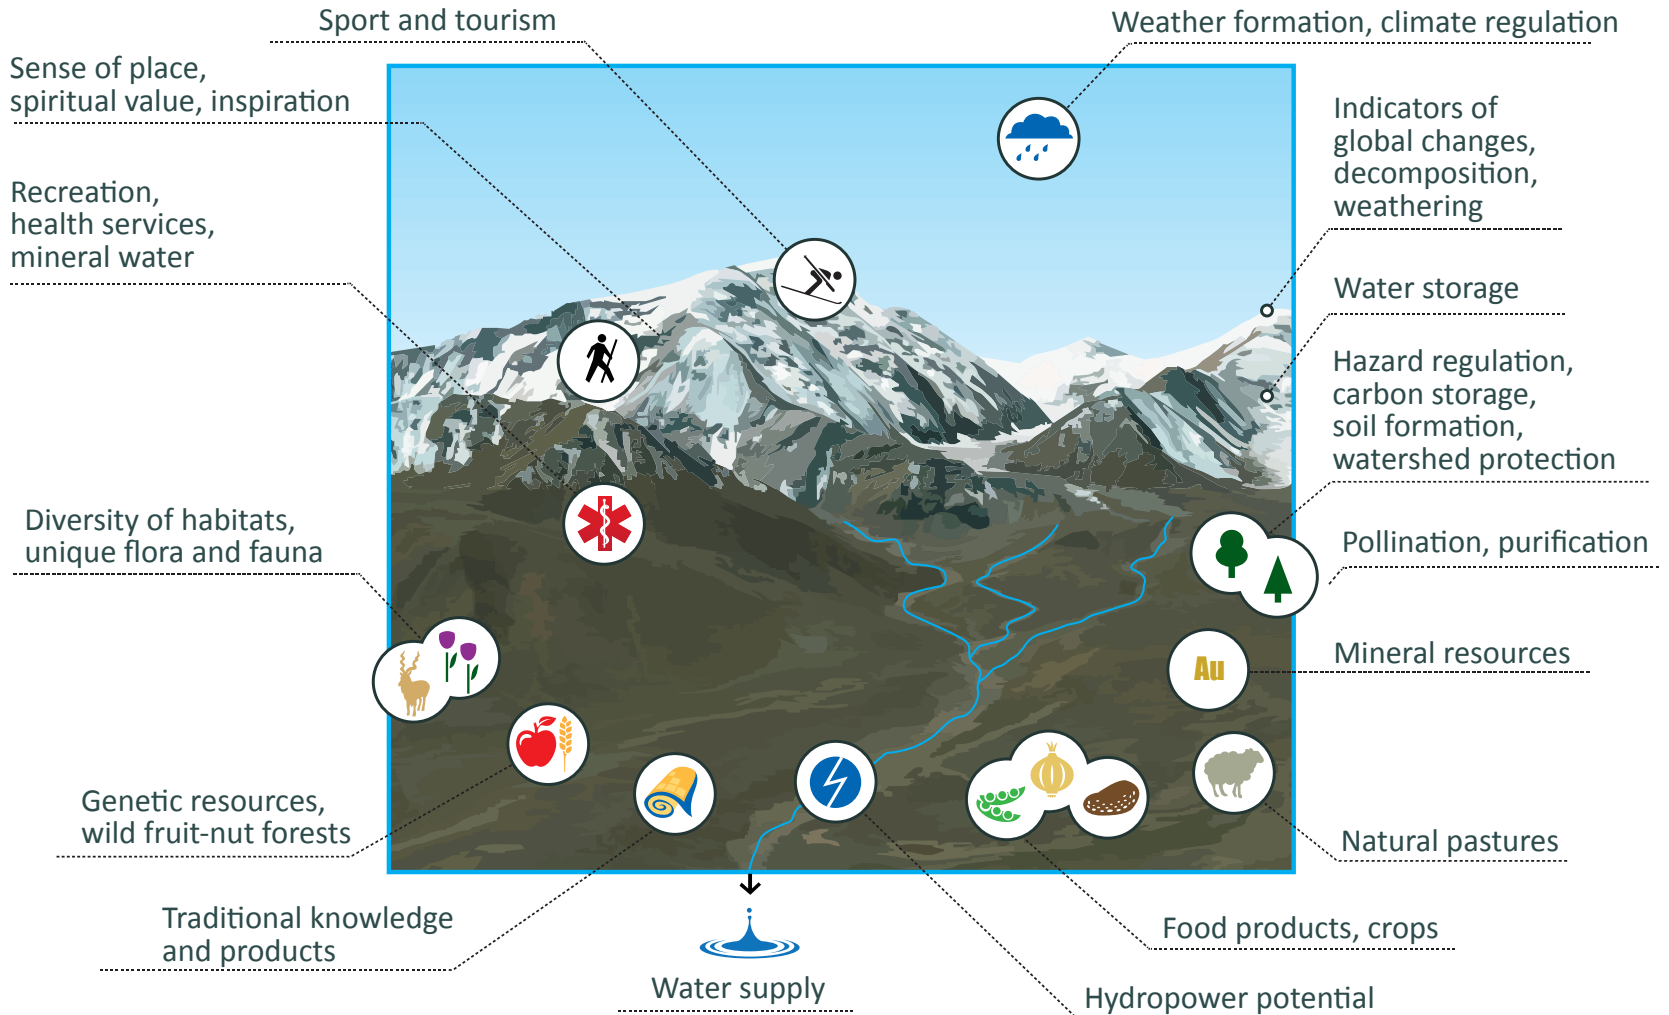 Sport and tourism
Weather formation, climate regulation
Sense of place,
spiritual value, inspiration
Indicators of
global changes,
decomposition,
weathering
Recreation,
health services,
mineral water
Water storage
Hazard regulation,
carbon storage,
soil formation,
watershed protection
Diversity of habitats,
unique flora and fauna
Pollination, purification
Mineral resources
Au
Genetic resources,
wild fruit-nut forests
Natural pastures
Traditional knowledge
and products
Food products, crops
Water supply
Hydropower potential